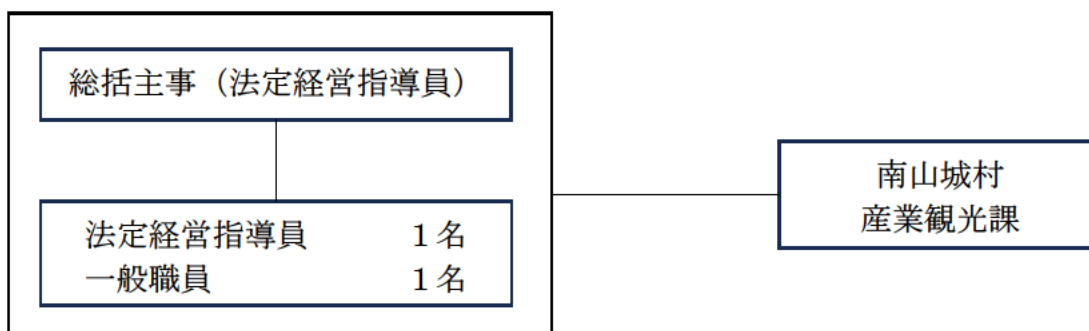 総括主事（法定経営指導員）
法定経営指導員　　　１名
一般職員　　　　　　１名
南山城村
産業観光課